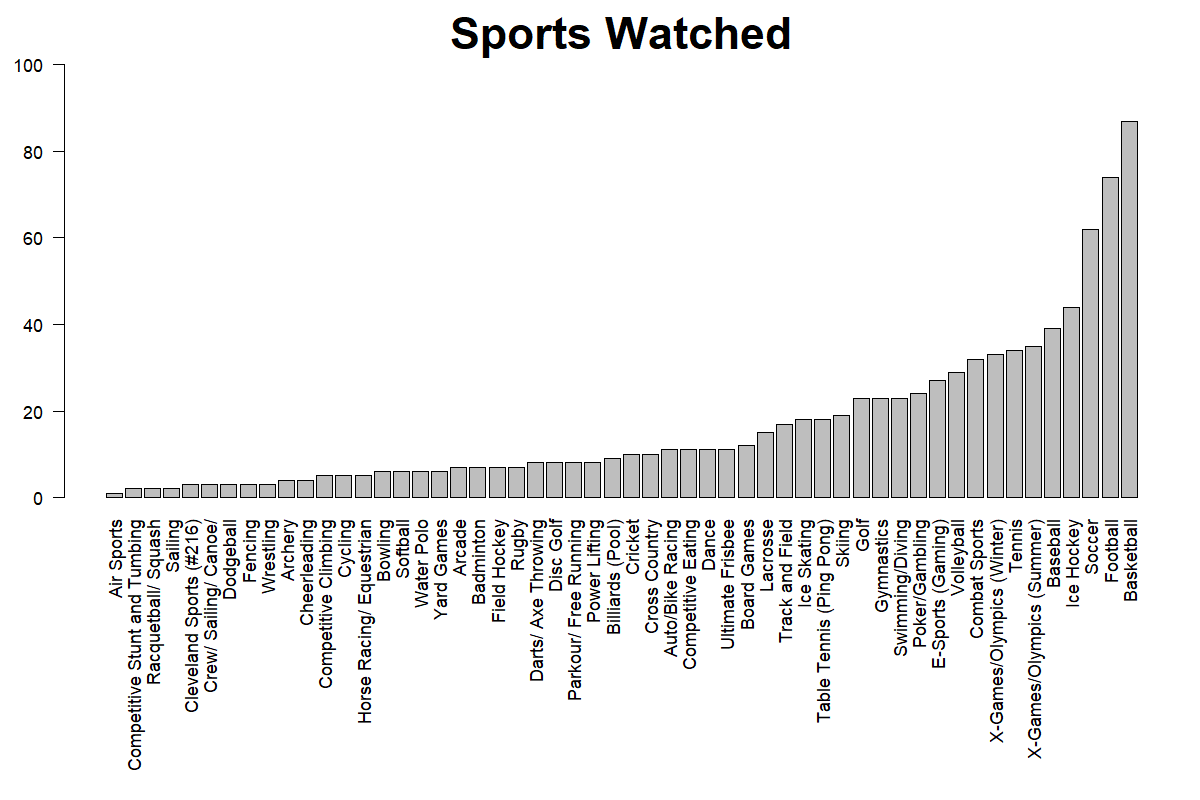 Sports Watched
100
80
60
40
20
0
Air Sports
Competitive Stunt and Tumbing
Racquetball/ Squash
Sailing
Cleveland Sports (#216)
Crew/ Sailing/ Canoe/
Dodgeball
Fencing
Wrestling
Archery
Cheerleading
Competitive Climbing
Cycling
Horse Racing/ Equestrian
Bowling
Softball
Water Polo
Yard Games
Arcade
Badminton
Field Hockey
Rugby
Darts/ Axe Throwing
Disc Golf
Parkour/ Free Running
Power Lifting
Billiards (Pool)
Cricket
Cross Country
Auto/Bike Racing
Competitive Eating
Dance
Ultimate Frisbee
Board Games
Lacrosse
Track and Field
Ice Skating
Table Tennis (Ping Pong)
Skiing
Golf
Gymnastics
Swimming/Diving
Poker/Gambling
E-Sports (Gaming)
Volleyball
Combat Sports
X-Games/Olympics (Winter)
Tennis
X-Games/Olympics (Summer)
Baseball
Ice Hockey
Soccer
Football
Basketball